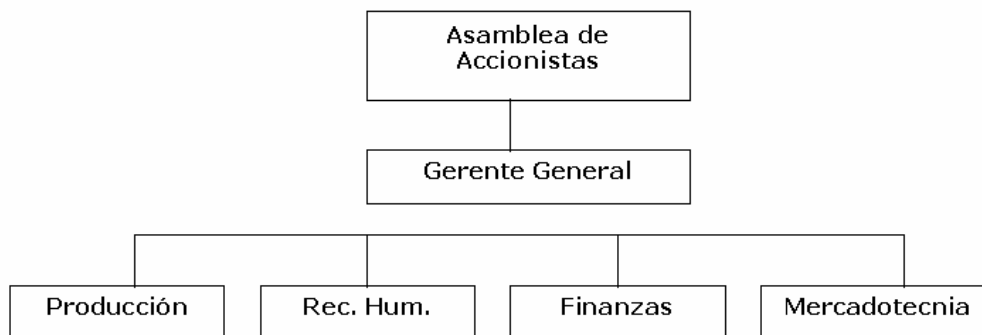 Asamblea de
Accionistas
Gerente General
Producción
Rec. Hum.
Finanzas
Mercadotecnia